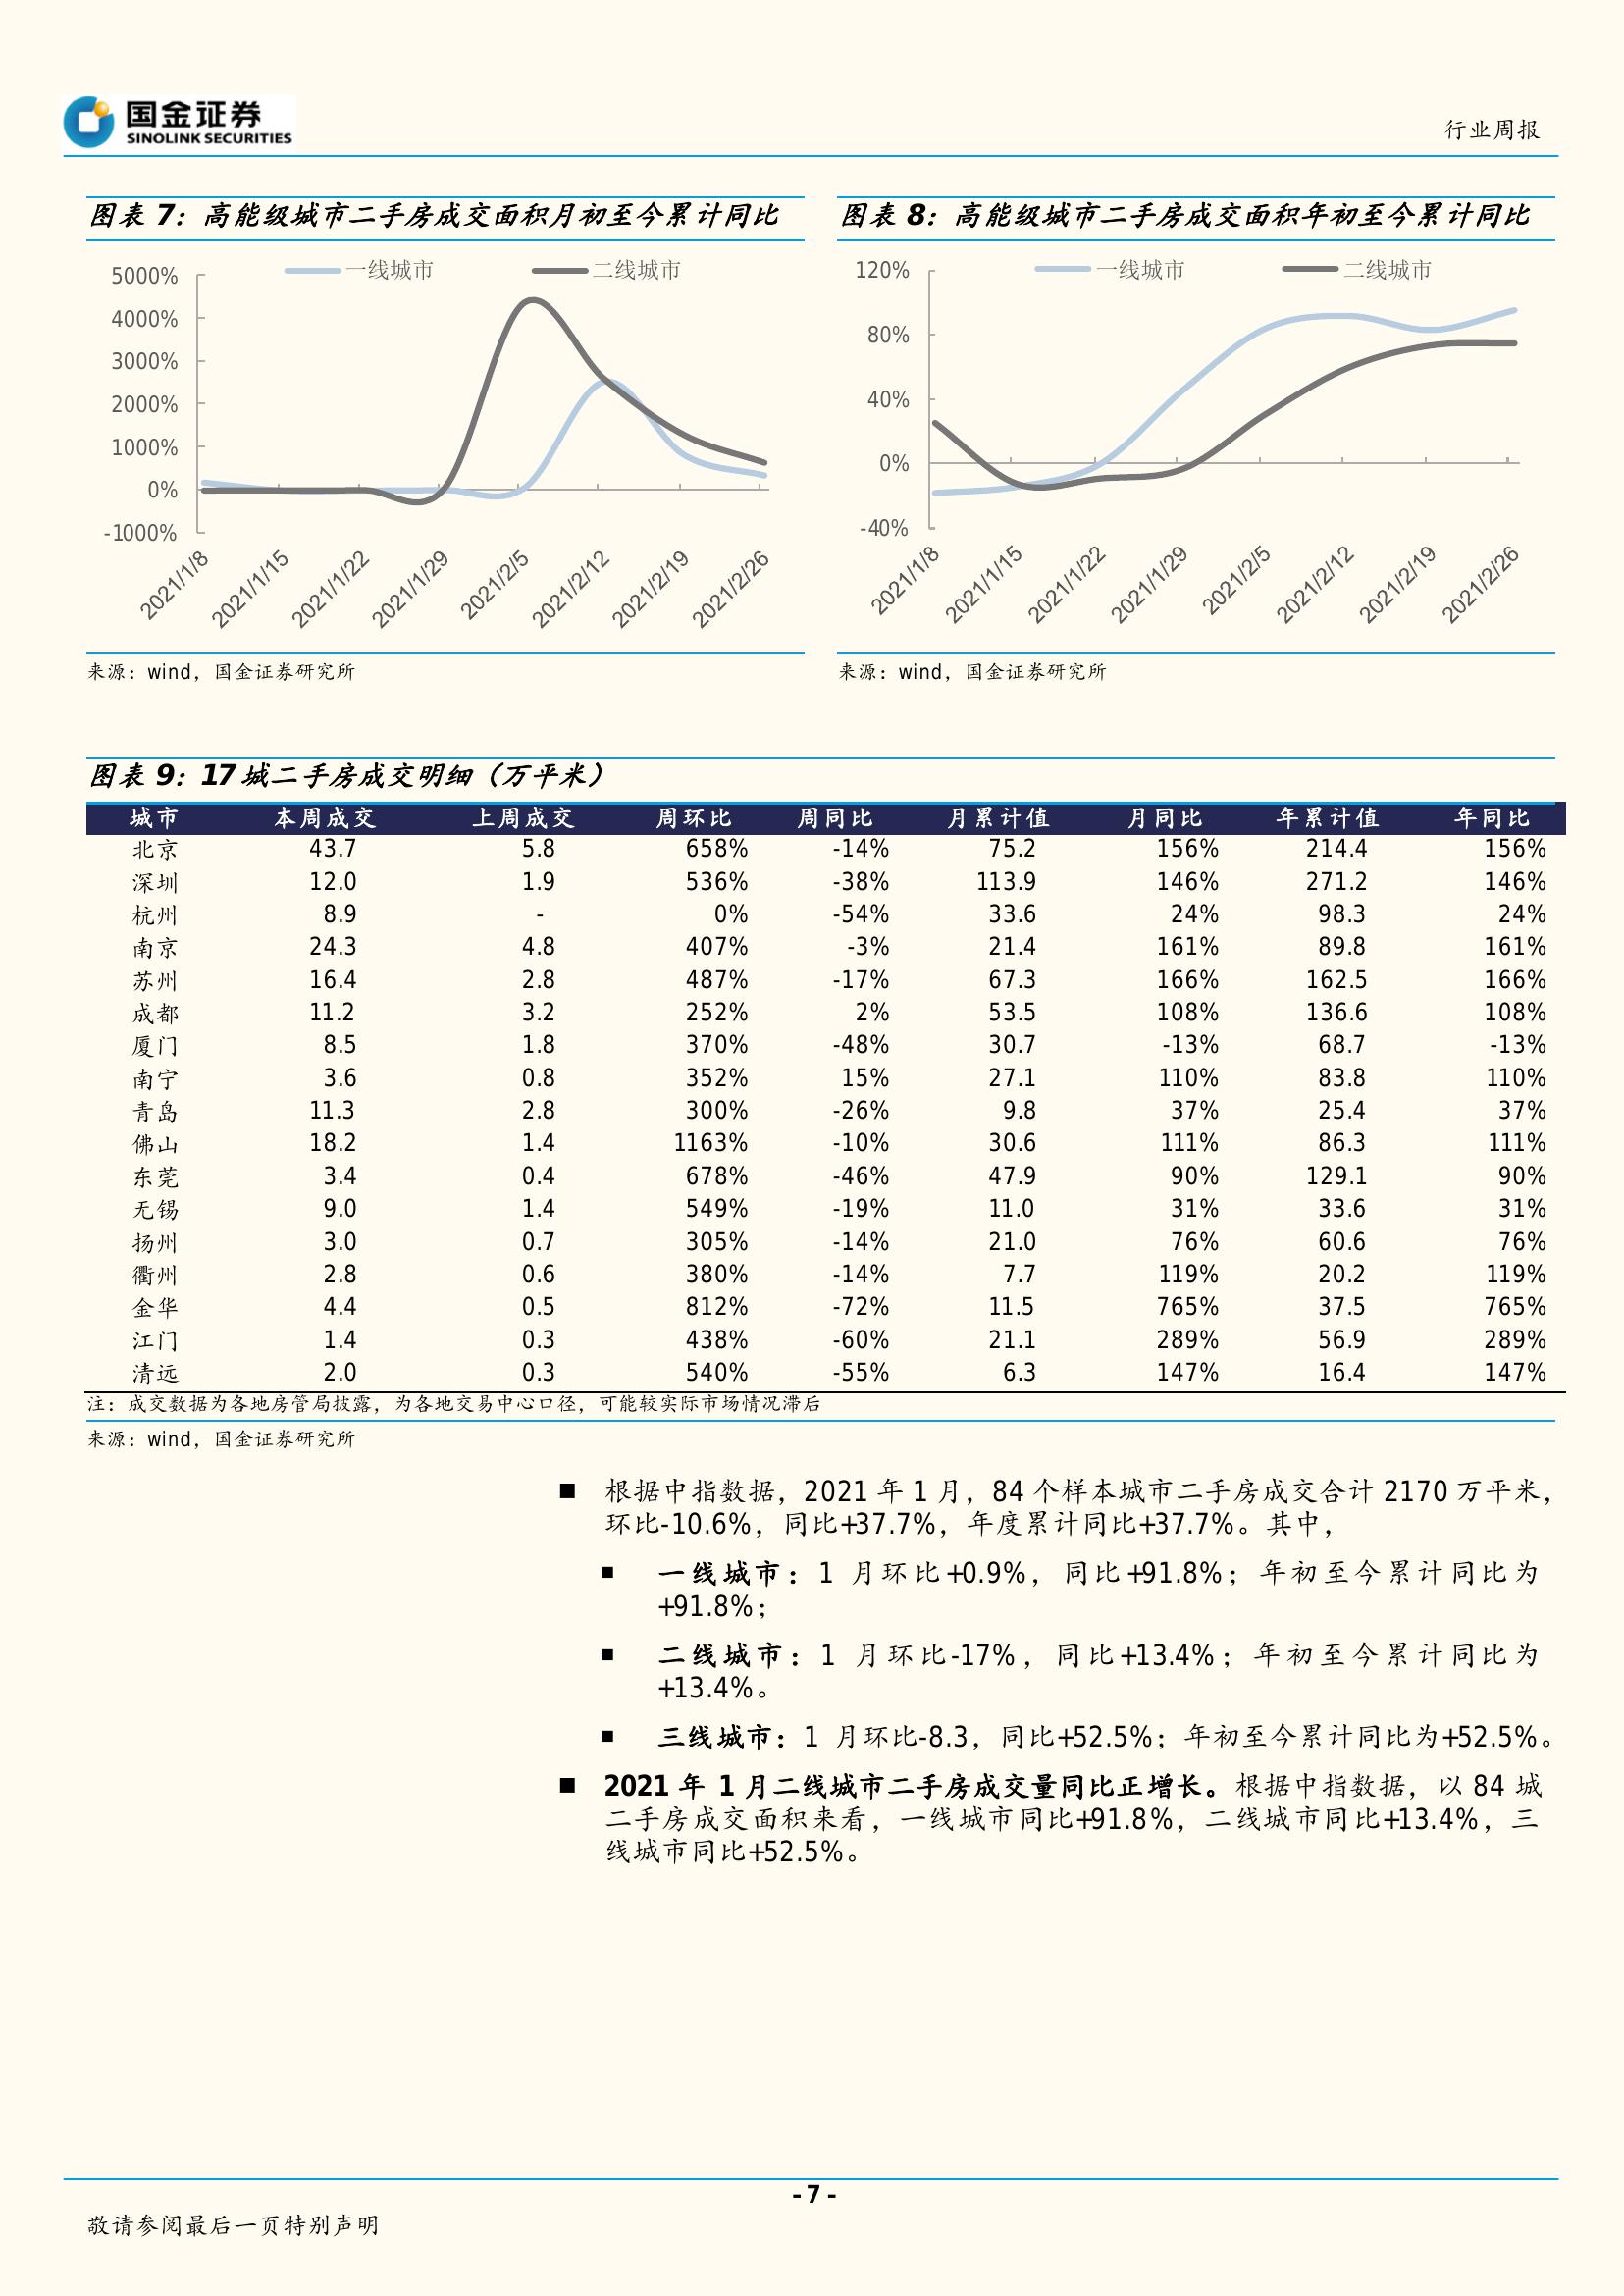 国金证券
SINOLINK SECURITIES
行业周报
图表 7：高能级城市二手房成交面积月初至今累计同比
一线城市 二线城市
5000%
4000%
3000%
2000%
1000%
0%
-1000%
2021/1/8 2021/1/15 2021/1/22 2021/1/29 2021/2/5 2021/2/12 2021/2/19 2021/2/26
来源：wind，国金证券研究所
图表 8：高能级城市二手房成交面积年初至今累计同比
一线城市 二线城市
120%
80%
40%
0%
-40%
2021/1/8 2021/1/15 2021/1/22 2021/1/29 2021/2/5 2021/2/12 2021/2/19 2021/2/26
来源：wind，国金证券研究所
图表 9：17 城二手房成交明细（万平米）
城市 本周成交 上周成交 周环比 周同比 月累计值 月同比 年累计值 年同比
北京 43.7 5.8 658% -14% 75.2 156% 214.4 156%
深圳 12.0 1.9 536% -38% 113.9 146% 271.2 146%
杭州 8.9 - 0% -54% 33.6 24% 98.3 24%
南京 24.3 4.8 407% -3% 21.4 161% 89.8 161%
苏州 16.4 2.8 487% -17% 67.3 166% 162.5 166%
成都 11.2 3.2 252% 2% 53.5 108% 136.6 108%
厦门 8.5 1.8 370% -48% 30.7 -13% 68.7 -13%
南宁 3.6 0.8 352% 15% 27.1 110% 83.8 110%
青岛 11.3 2.8 300% -26% 9.8 37% 25.4 37%
佛山 18.2 1.4 1163% -10% 30.6 111% 86.3 111%
东莞 3.4 0.4 678% -46% 47.9 90% 129.1 90%
无锡 9.0 1.4 549% -19% 11.0 31% 33.6 31%
扬州 3.0 0.7 305% -14% 21.0 76% 60.6 76%
衢州 2.8 0.6 380% -14% 7.7 119% 20.2 119%
金华 4.4 0.5 812% -72% 11.5 765% 37.5 765%
江门 1.4 0.3 438% -60% 21.1 289% 56.9 289%
清远 2.0 0.3 540% -55% 6.3 147% 16.4 147%
注：成交数据为各地房管局披露，为各地交易中心口径，可能较实际市场情况滞后
来源：wind，国金证券研究所
■ 根据中指数据，2021 年 1 月，84 个样本城市二手房成交合计 2170 万平米，
环比-10.6%，同比+37.7%，年度累计同比+37.7%。其中，
■ 一线城市：1 月环比+0.9%，同比+91.8%；年初至今累计同比为
+91.8%；
■ 二线城市：1 月环比-17%，同比+13.4%；年初至今累计同比为
+13.4%。
■ 三线城市：1 月环比-8.3，同比+52.5%；年初至今累计同比为+52.5%。
■ 2021 年 1 月二线城市二手房成交量同比正增长。根据中指数据，以 84 城
二手房成交面积来看，一线城市同比+91.8%，二线城市同比+13.4%，三
线城市同比+52.5%。
- 7 -
敬请参阅最后一页特别声明